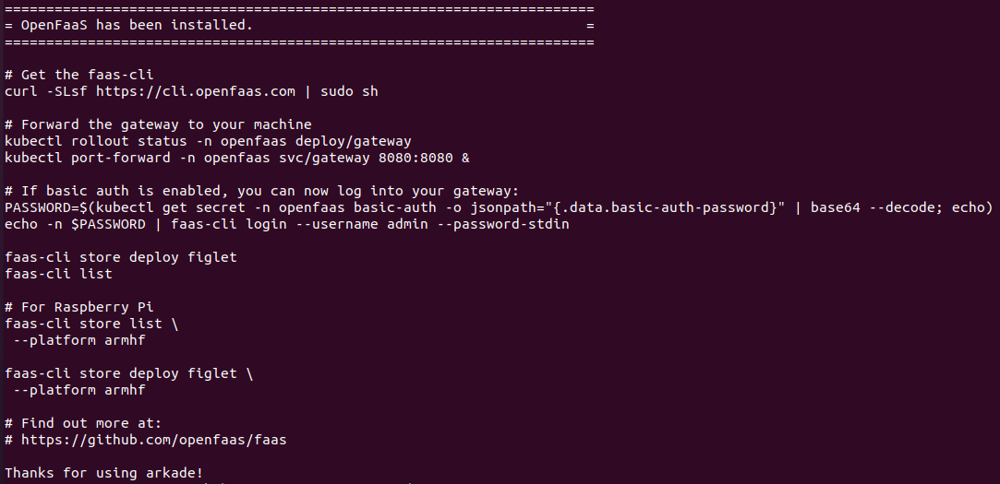 =======================================================================
= OpenFaaS has been installed.                                        =
=======================================================================
# Get the faas-cli
curl -SLsf https://cli.openfaas.com | sudo sh
# Forward the gateway to your machine
kubectl rollout status -n openfaas deploy/gateway
kubectl port-forward -n openfaas svc/gateway 8080:8080 &
# If basic auth is enabled, you can now log into your gateway:
PASSWORD=$(kubectl get secret -n openfaas basic-auth -o jsonpath="{.data.basic-auth-password}" | base64 --decode; echo)
echo -n $PASSWORD | faas-cli login --username admin --password-stdin
faas-cli store deploy figlet
faas-cli list
# For Raspberry Pi
faas-cli store list \
 --platform armhf
faas-cli store deploy figlet \
 --platform armhf
# Find out more at:
# https://github.com/openfaas/faas
Thanks for using arkade!